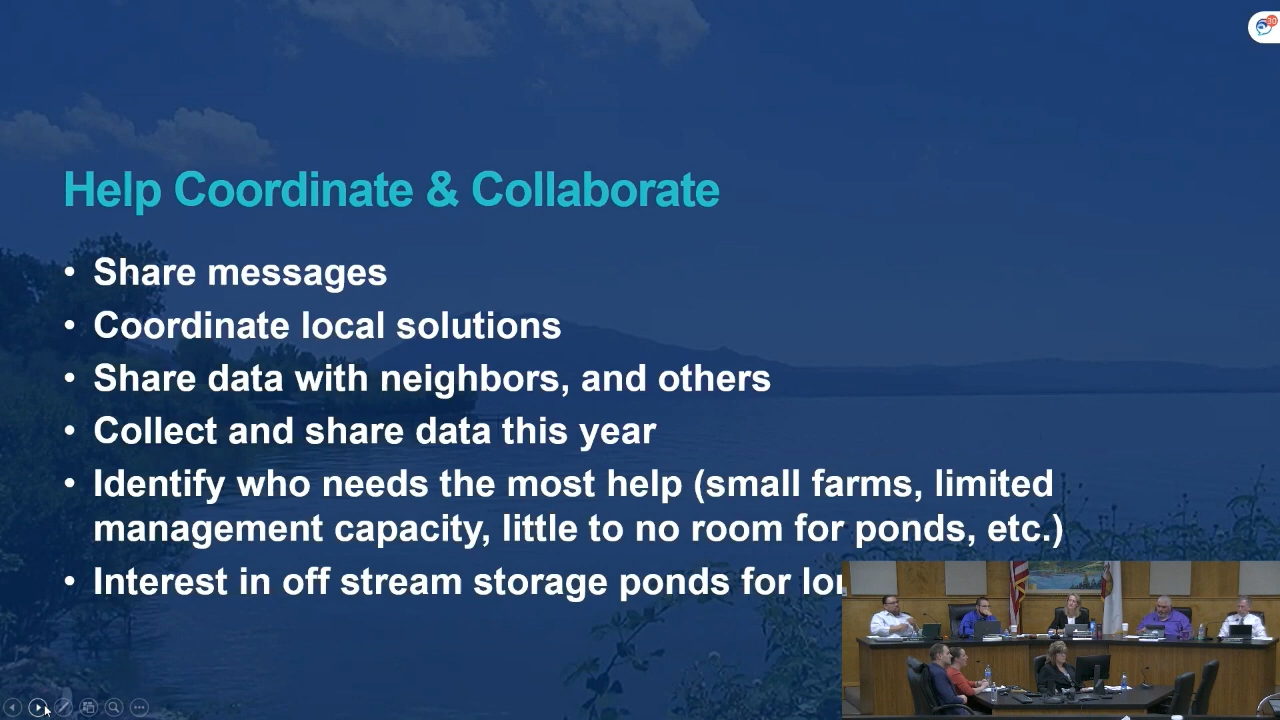 Help Coordinate & Collaborate
• Share messages
• Coordinate local solutions
• Share data with neighbors, and others
• Collect and share data this year
• Identify who needs the most help (small farms, limited
management capacity, little to no room for ponds, etc.)
• Interest in off stream storage ponds for